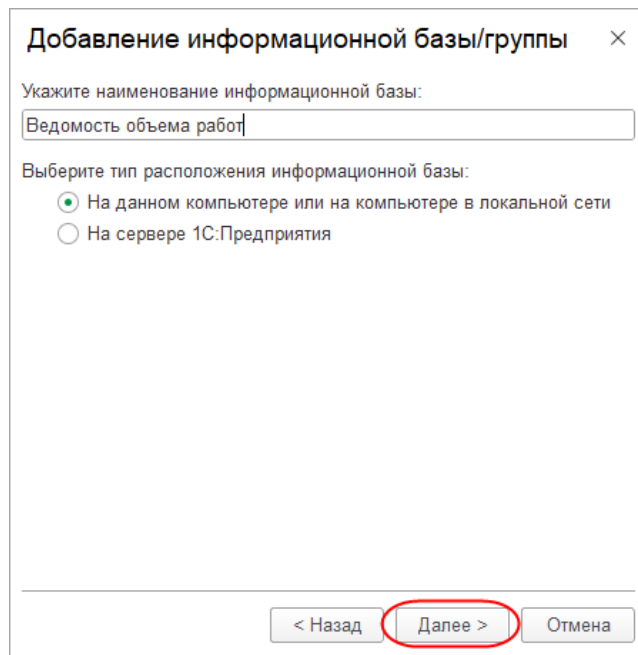 Добавление информационной базы/группы
Укажите наименование информационной базы:
Ведомость объема работ
Выберите тип расположения информационной базы:
На данном компьютере или на компьютере в локальной сети
На сервере 1С:Предприятия
< Назад Далее > Отмена